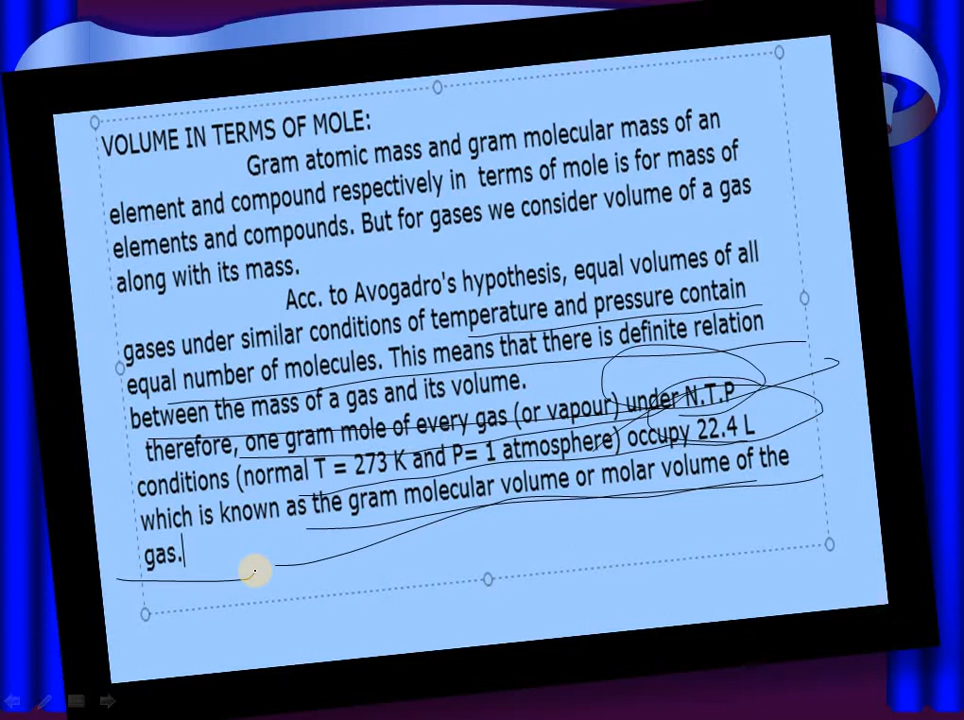 VOLUME IN TERMS OF MOLE:
Gram atomic mass and gram molecular mass of an
element and compound respectively in terms of mole is for mass of
elements and compounds. But for gases we consider volume of a gas
along with its mass.
Acc. to Avogadro's hypothesis, equal volumes of all
gases under similar conditions of temperature and pressure contain
equal number of molecules. This means that there is definite relation
between the mass of a gas and its volume.
therefore, one gram mole of every gas (or vapour) under N.T.P
conditions (normal T = 273 K and P= 1 atmosphere) occupy 22.4 L
which is known as the gram molecular volume or molar volume of the
gas.